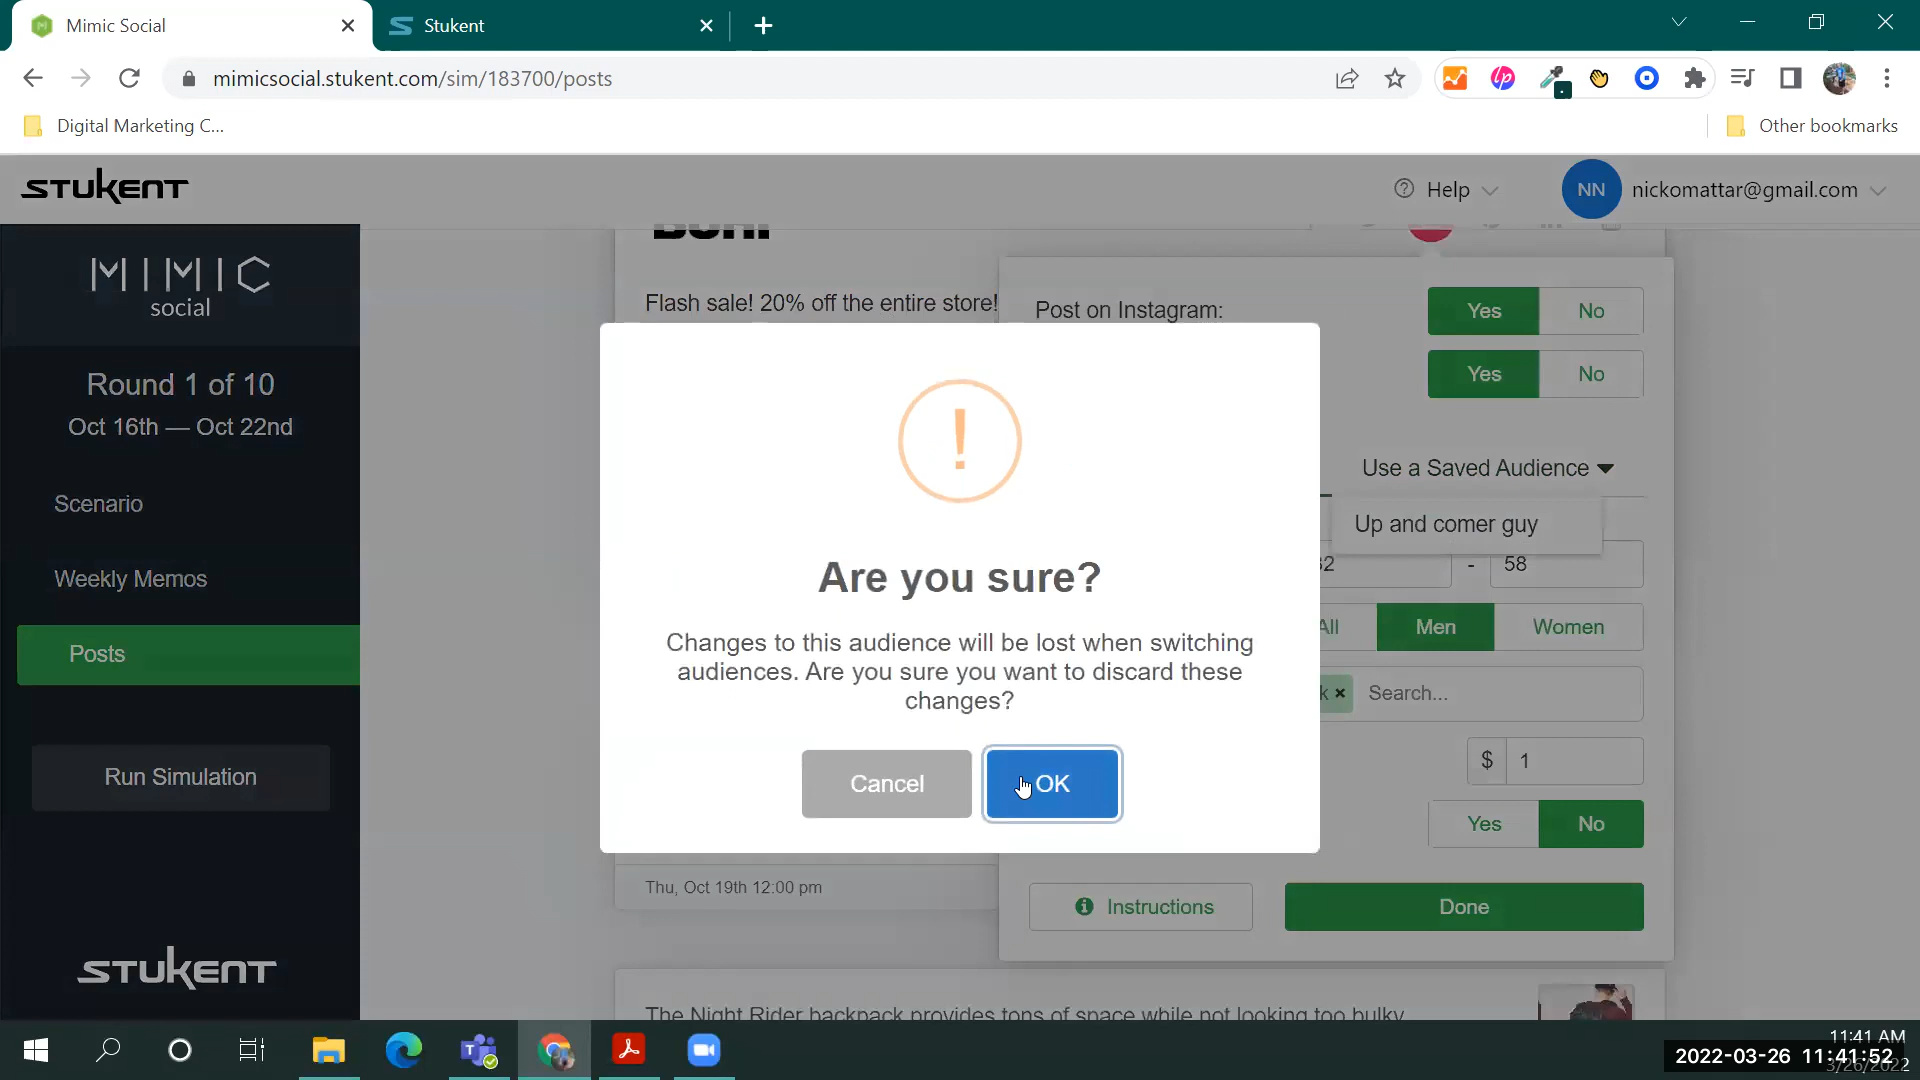 Mimic Social
Stukent
mimicsocial.stukent.com/sim/183700/posts
Digital Marketing C...
Other bookmarks
STUKENT
Help
NN
nickomattar@gmail.com
MIMIC
social
Round 1 of 10
Oct 16th — Oct 22nd
Scenario
Weekly Memos
Posts
Run Simulation
STUKENT
Flash sale! 20% off the entire store!
Post on Instagram:
Yes
No
Yes
No
Use a Saved Audience
Up and comer guy
- 58
All
Men
Women
k × Search...
$ 1
Yes
No
Are you sure?
Changes to this audience will be lost when switching
audiences. Are you sure you want to discard these
changes?
Cancel
OK
Thu, Oct 19th 12:00 pm
Instructions
Done
The Night Rider backpack provides tons of space while not looking too bulky.
11:41 AM
2022-03-26 11:41:52